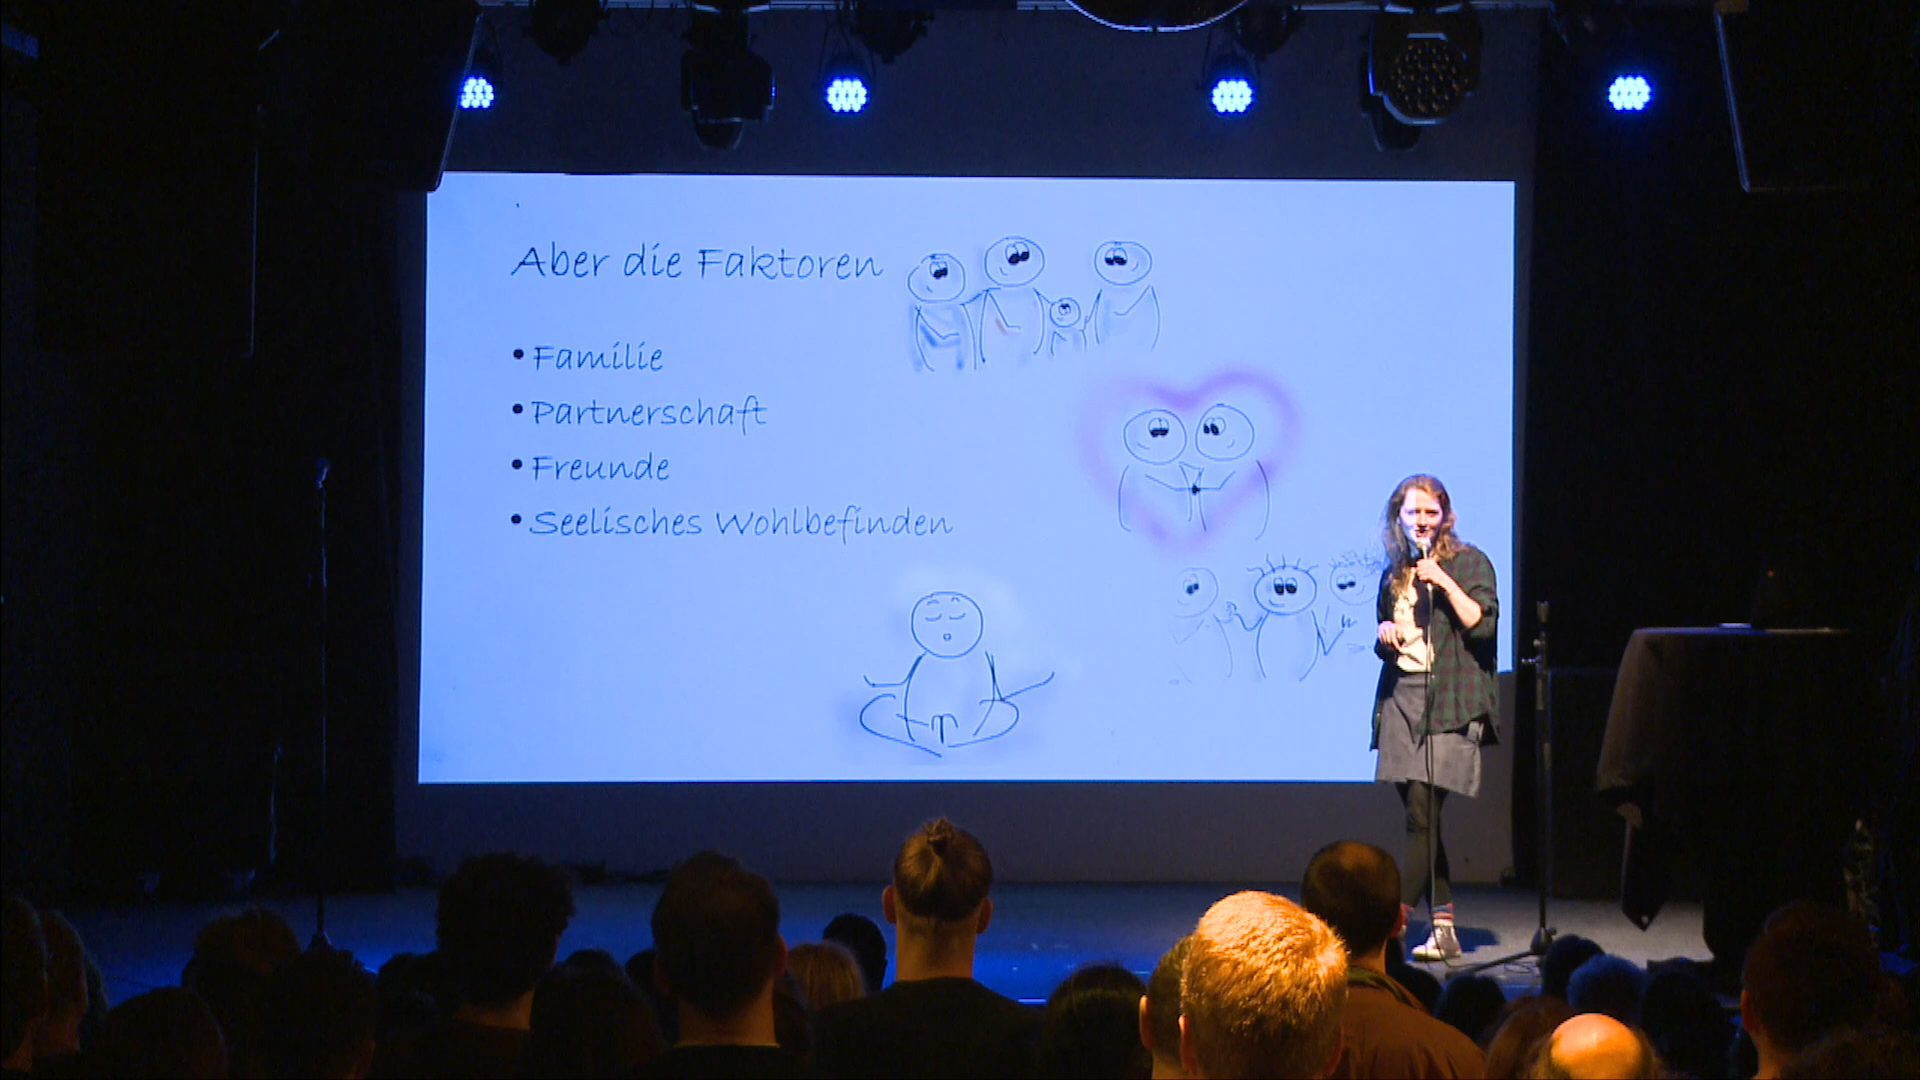 Aber die Faktoren
• Familie
• Partnerschaft
• Freunde
• Seelisches Wohlbefinden